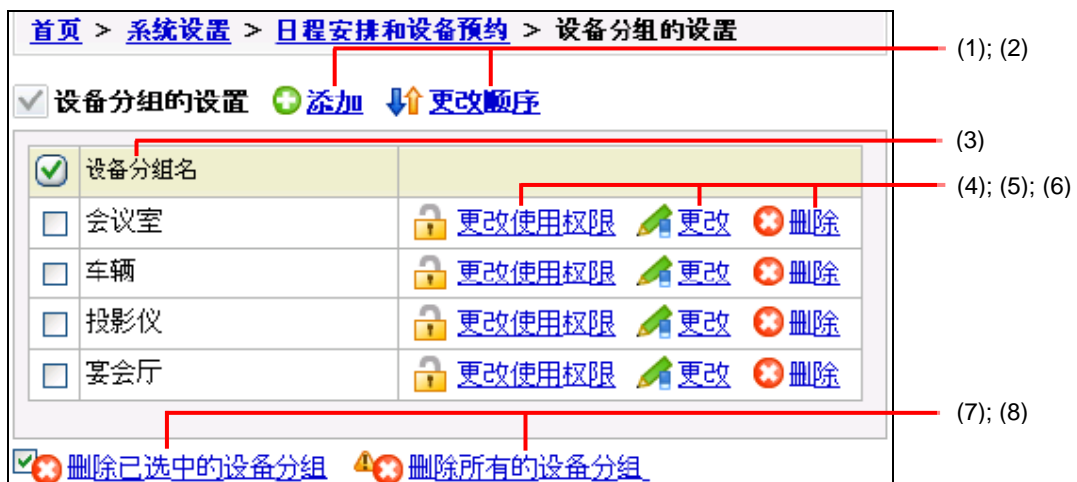 首页 > 系统设置 > 日程安排和设备预约 > 设备分组的设置
(1); (2)
设备分组的设置 添加 更改顺序
(3)
设备分组名
(4); (5); (6)
会议室 更改使用权限 更改 删除
车辆 更改使用权限 更改 删除
投影仪 更改使用权限 更改 删除
宴会厅 更改使用权限 更改 删除
(7); (8)
删除已选中的设备分组 删除所有的设备分组